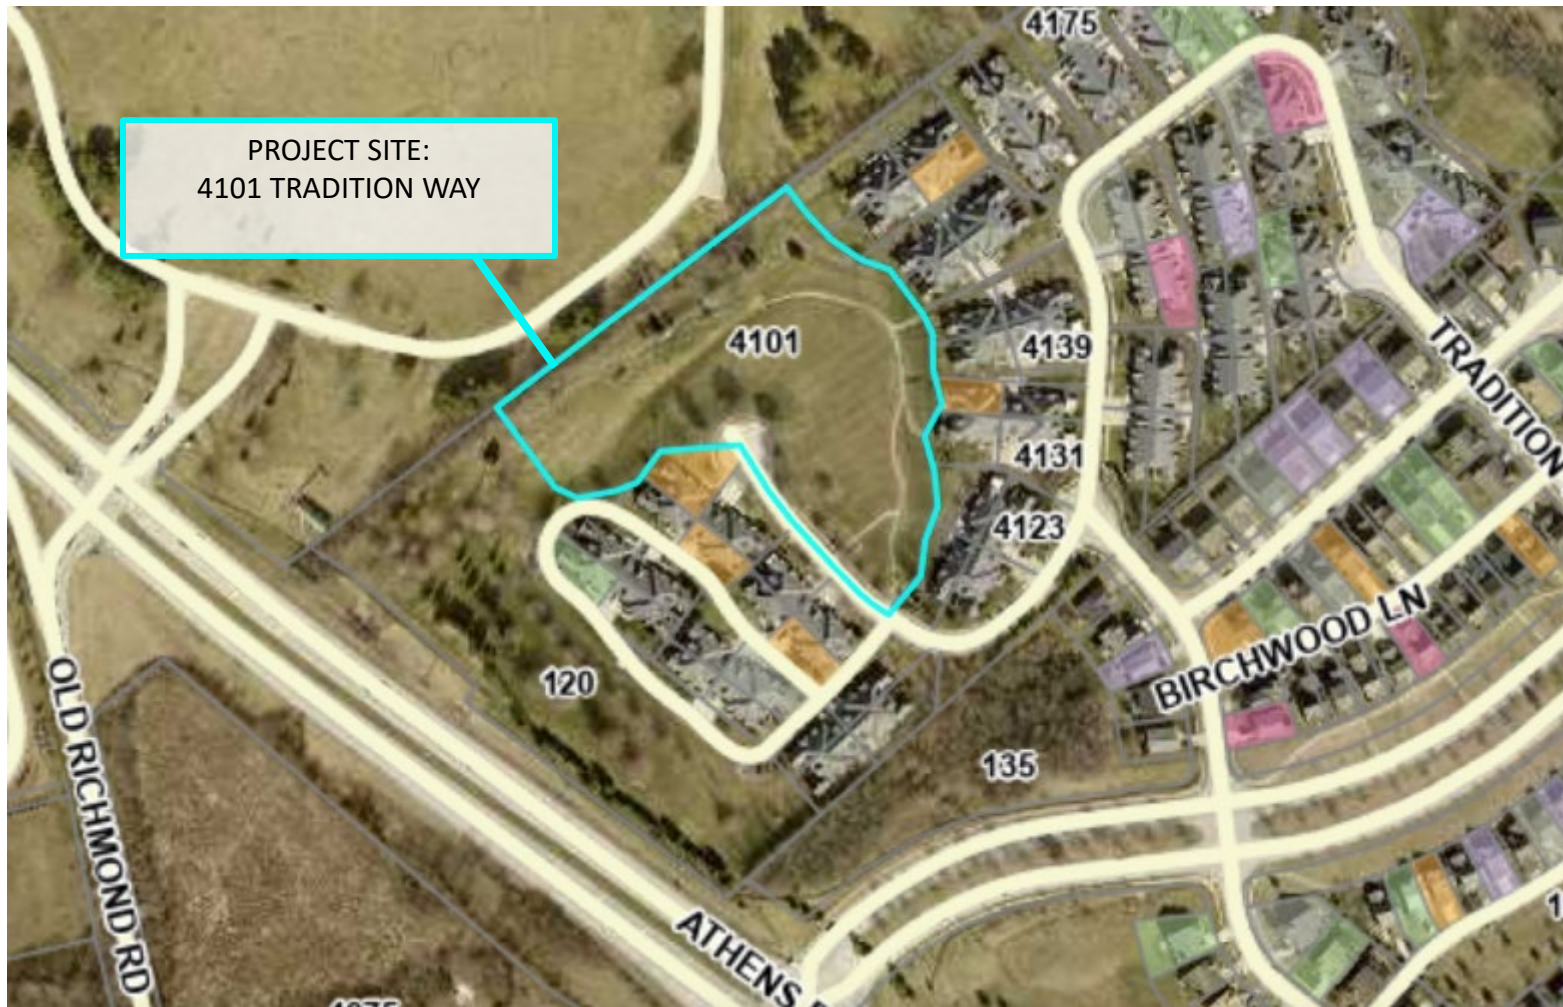 4175
PROJECT SITE:
4101 TRADITION WAY
4101
4139
TRADITION
4131
4123
BIRCHWOOD LN
120
OLD RICHMOND RD
135
ATHENS
1